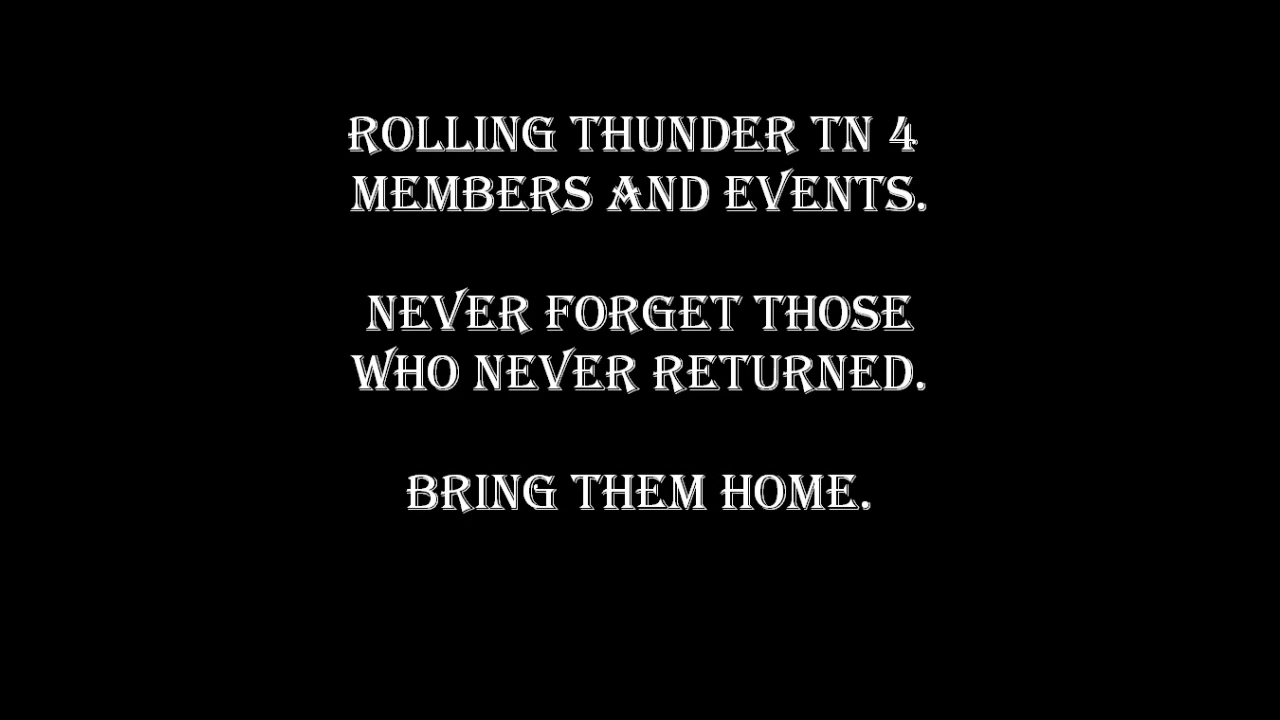 ROLLING THUNDER TN 4
MEMBERS AND EVENTS.
NEVER FORGET THOSE
WHO NEVER RETURNED.
BRING THEM HOME.